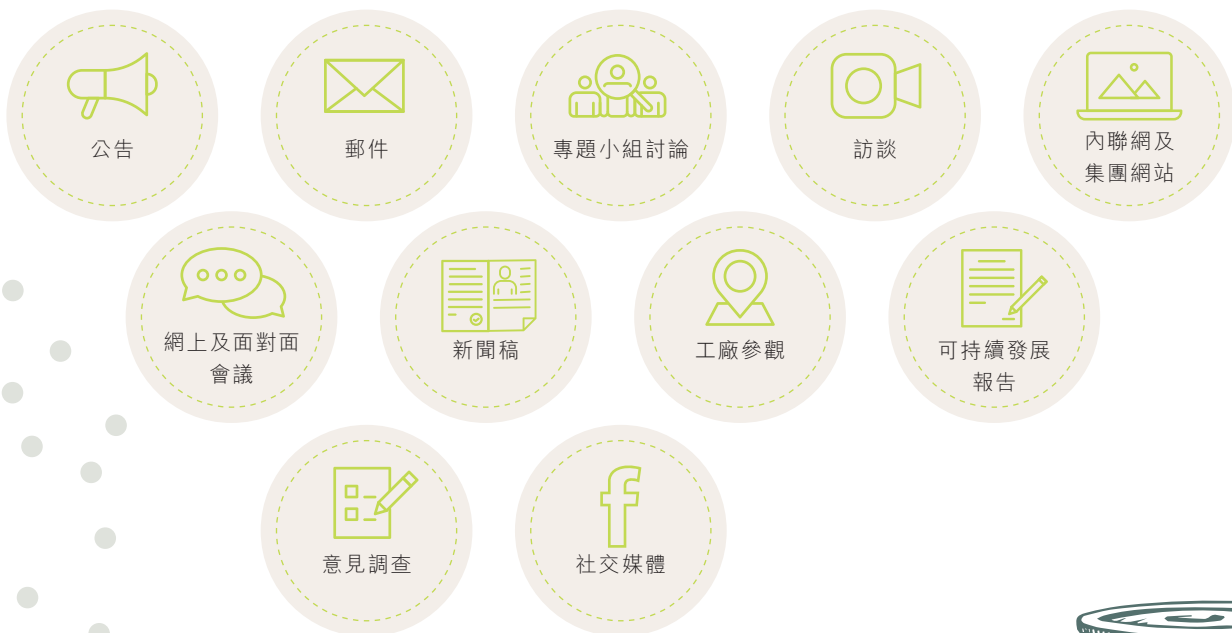 公告
郵件
專題小組討論
訪談
內聯網及
集團網站
網上及面對面
會議
新聞稿
工廠參觀
可持續發展
報告
意見調查
社交媒體